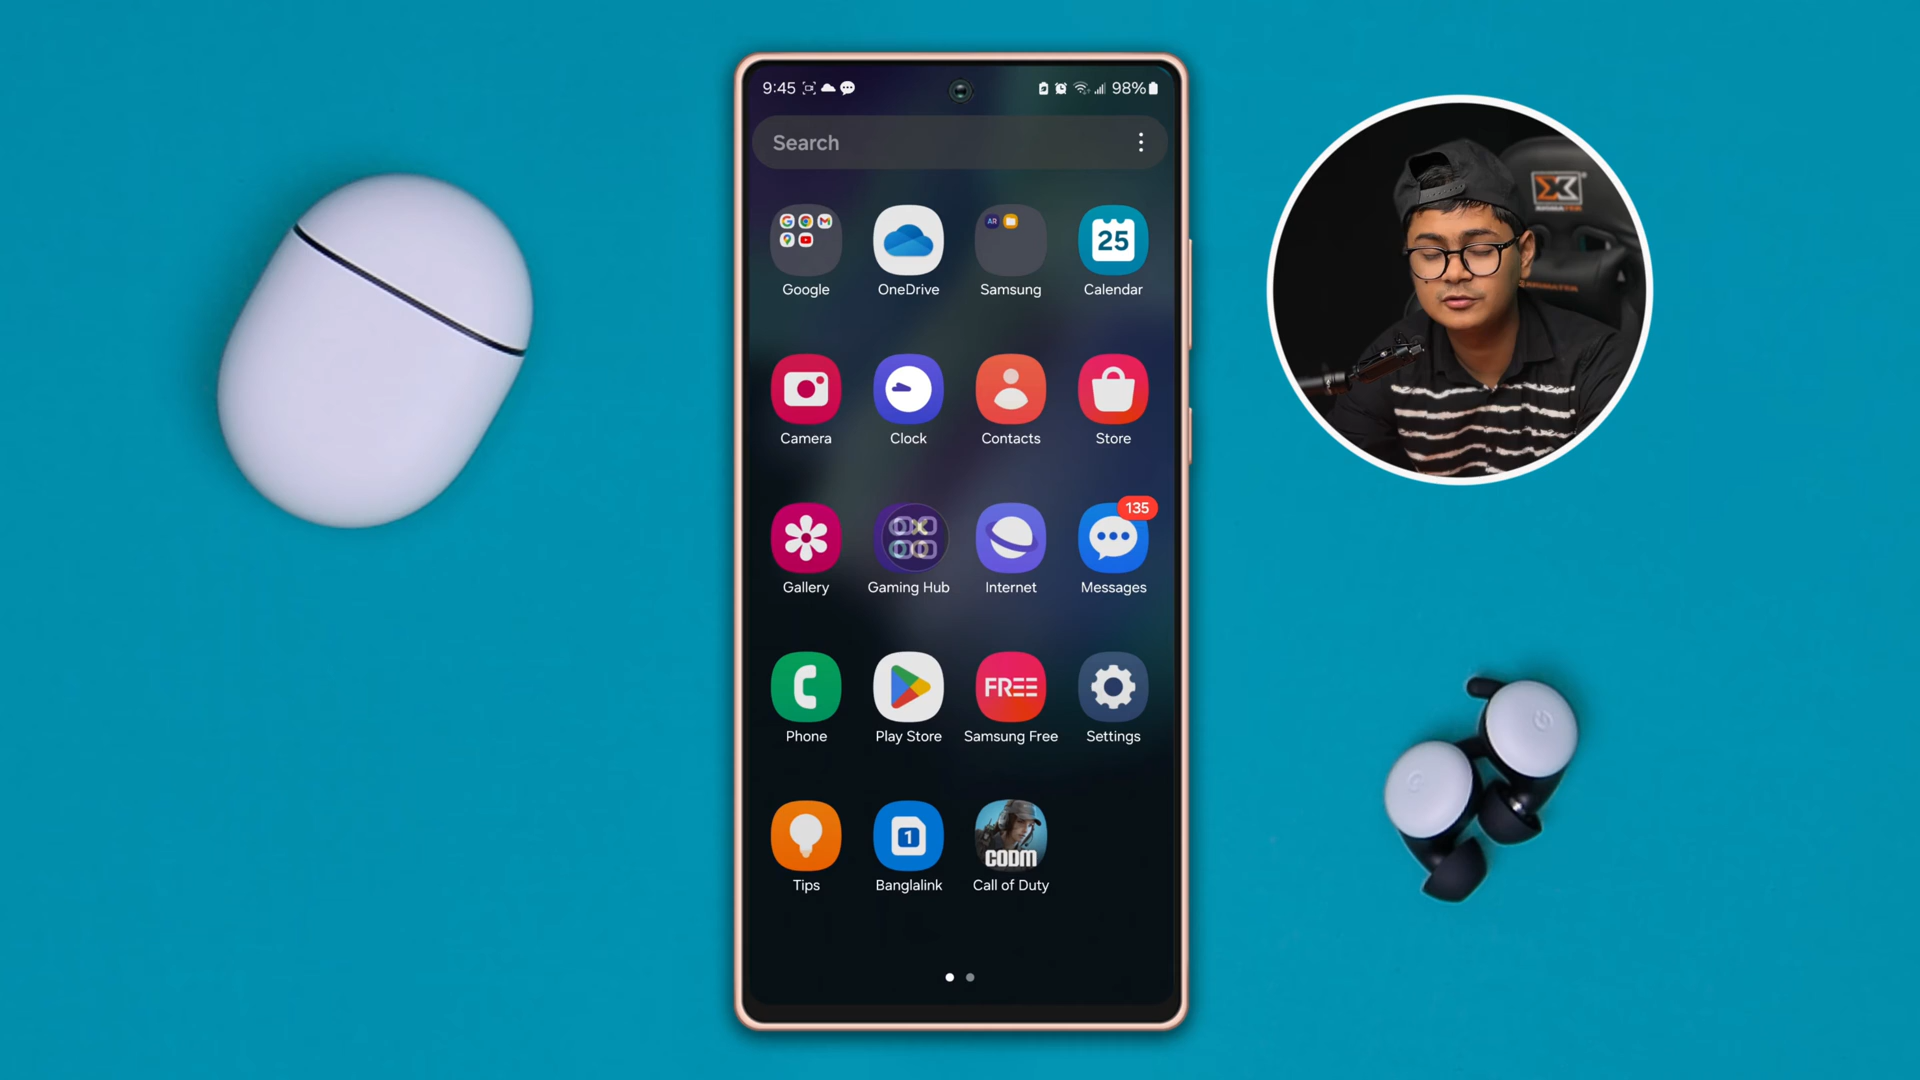 9:45 98%
Search
AR
Google OneDrive Samsung Calendar
25
Camera Clock Contacts Store
135
Gallery Gaming Hub Internet Messages
FREE
Phone Play Store Samsung Free Settings
1
CODM
Tips Banglalink Call of Duty